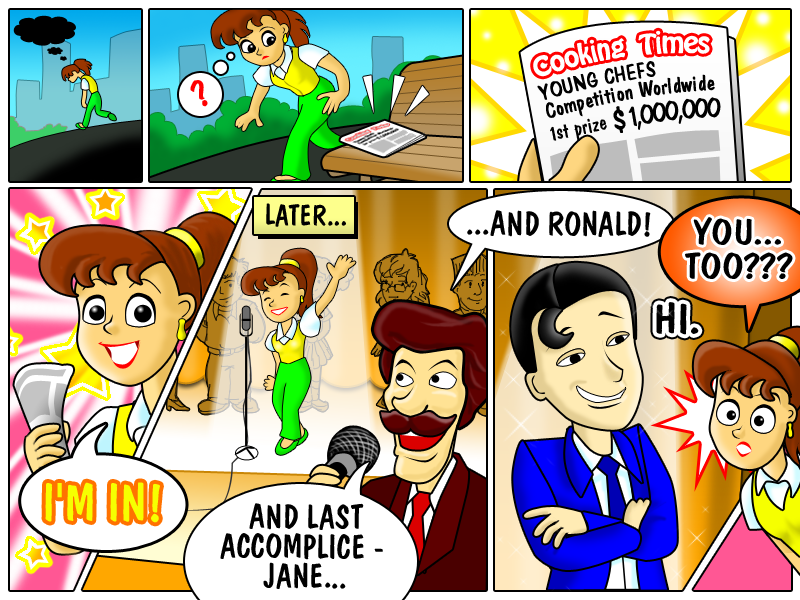 ?
Cooking Times
YOUNG CHEFS
Competition Worldwide
1st prize $1,000,000
I'M IN!
LATER...
AND LAST
ACCOMPLICE -
JANE...
...AND RONALD!
HI.
YOU...
TOO???